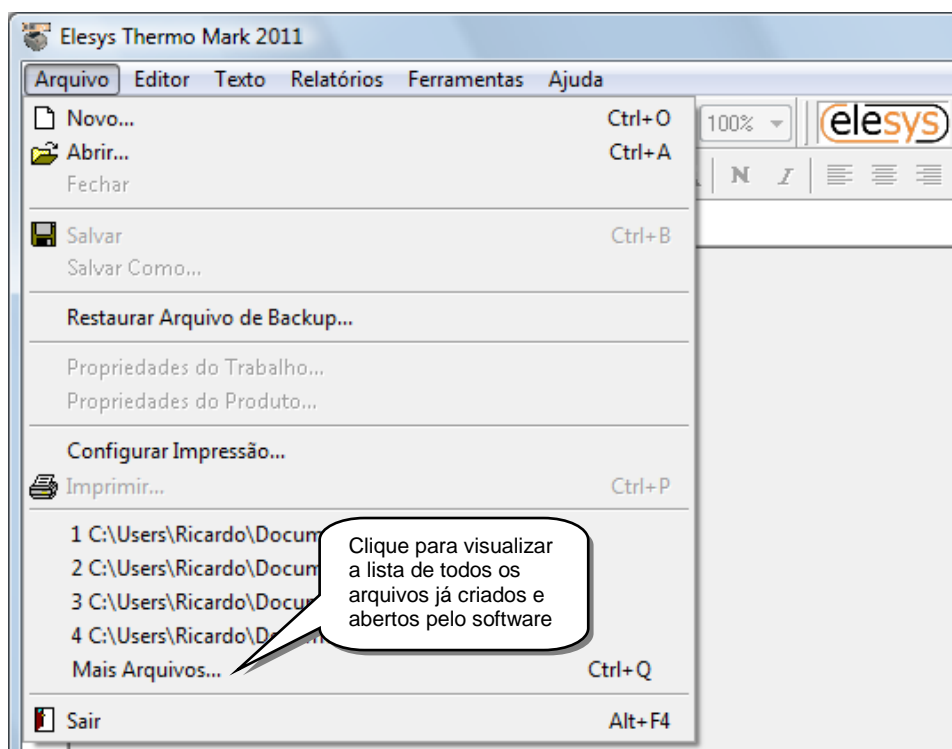 Elesys Thermo Mark 2011
Arquivo Editor Texto Relatórios Ferramentas Ajuda
Novo... Ctrl+O
100%
elesys
Abrir... Ctrl+A
N I
Fechar
Salvar Ctrl+B
Salvar Como...
Restaurar Arquivo de Backup...
Propriedades do Trabalho...
Propriedades do Produto...
Configurar Impressão...
Imprimir... Ctrl+P
1 C:\Users\Ricardo\Docum
2 C:\Users\Ricardo\Docum
3 C:\Users\Ricardo\Docu
4 C:\Users\Ricardo\D
Clique para visualizar
a lista de todos os
arquivos já criados e
abertos pelo software
Mais Arquivos... Ctrl+Q
Sair Alt+F4